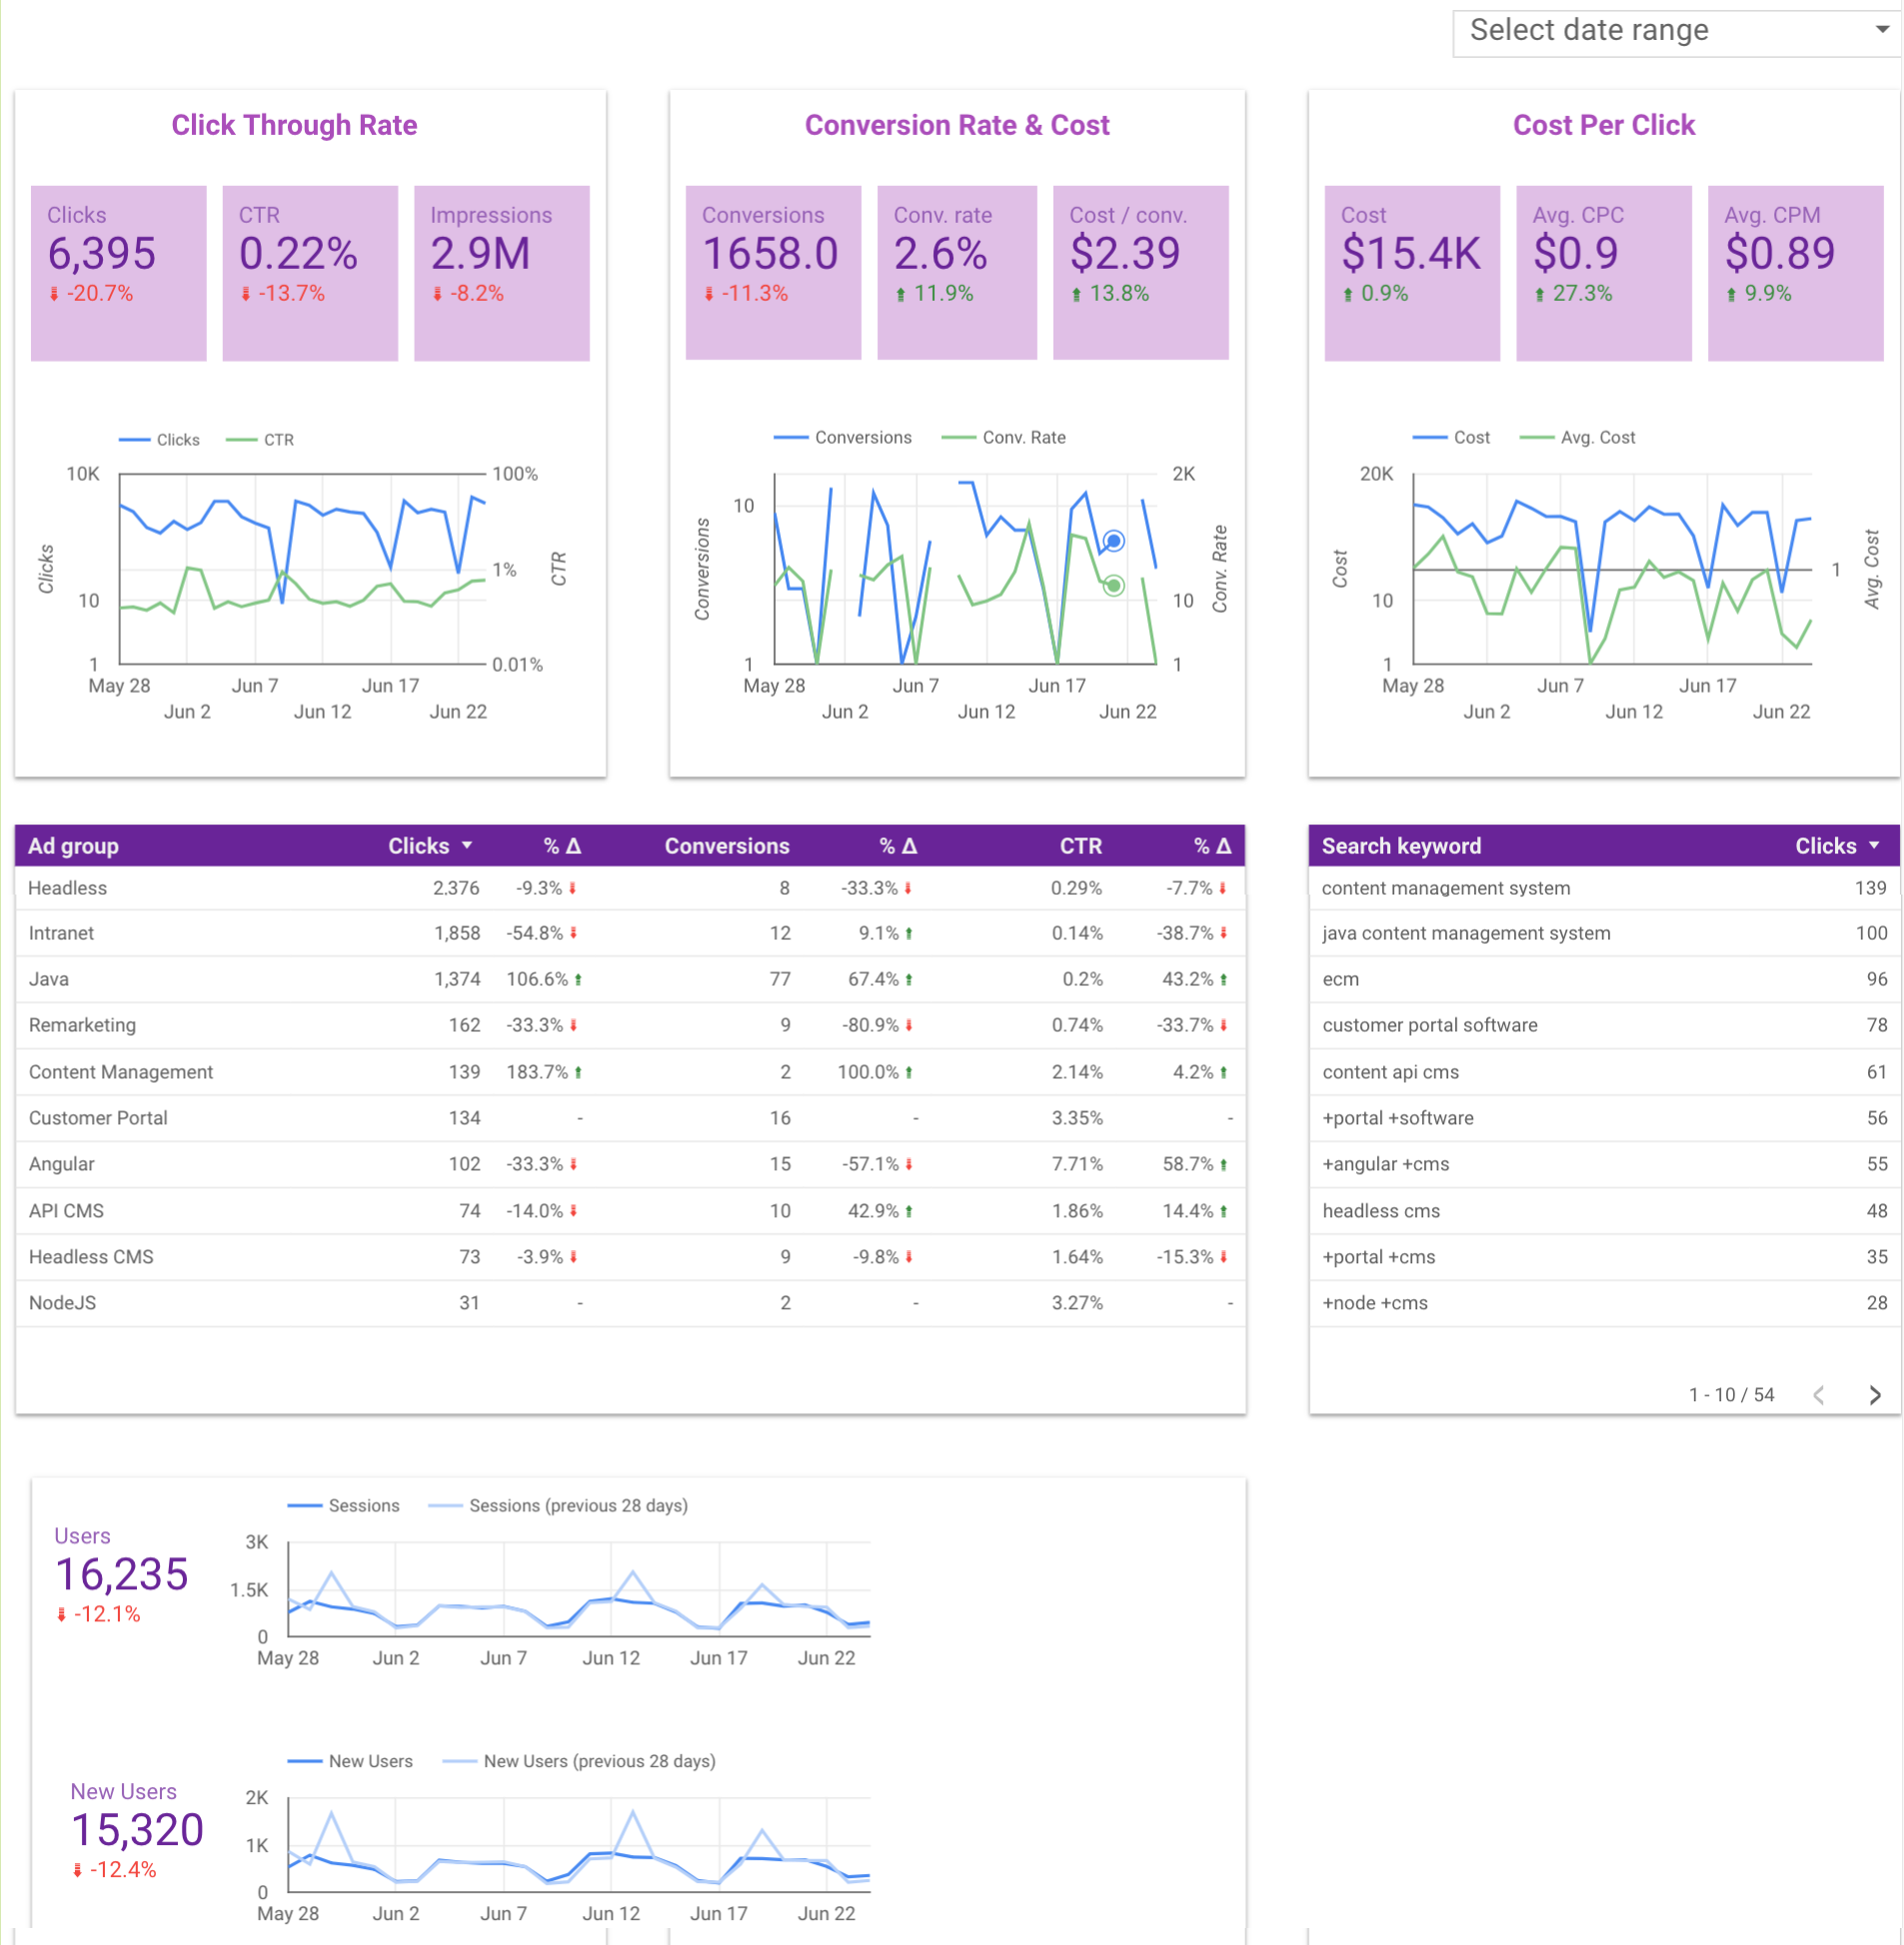 Select date range
Click Through Rate
Clicks
6,395
-20.7%
CTR
0.22%
-13.7%
Impressions
2.9M
-8.2%
Clicks CTR
10K
10
1
Clicks
100%
1%
0.01%
CTR
May 28 Jun 7 Jun 17
Jun 2 Jun 12 Jun 22
Conversion Rate & Cost
Conversions
1658.0
-11.3%
Conv. rate
2.6%
11.9%
Cost / conv.
$2.39
13.8%
Conversions Conv. Rate
10
1
Conversions
2K
10
1
Conv. Rate
May 28 Jun 7 Jun 17
Jun 2 Jun 12 Jun 22
Cost Per Click
Cost
$15.4K
0.9%
Avg. CPC
$0.9
27.3%
Avg. CPM
$0.89
9.9%
Cost Avg. Cost
20K
10
1
Cost
1
Avg. Cost
May 28 Jun 7 Jun 17
Jun 2 Jun 12 Jun 22
Ad group Clicks % Δ Conversions % Δ CTR % Δ
Headless 2,376 -9.3% 8 -33.3% 0.29% -7.7%
Intranet 1,858 -54.8% 12 9.1% 0.14% -38.7%
Java 1,374 106.6% 77 67.4% 0.2% 43.2%
Remarketing 162 -33.3% 9 -80.9% 0.74% -33.7%
Content Management 139 183.7% 2 100.0% 2.14% 4.2%
Customer Portal 134 - 16 - 3.35% -
Angular 102 -33.3% 15 -57.1% 7.71% 58.7%
API CMS 74 -14.0% 10 42.9% 1.86% 14.4%
Headless CMS 73 -3.9% 9 -9.8% 1.64% -15.3%
NodeJS 31 - 2 - 3.27% -
Search keyword Clicks
content management system 139
java content management system 100
ecm 96
customer portal software 78
content api cms 61
+portal +software 56
+angular +cms 55
headless cms 48
+portal +cms 35
+node +cms 28
1 - 10 / 54
Users
16,235
-12.1%
Sessions Sessions (previous 28 days)
3K
1.5K
0
May 28 Jun 2 Jun 7 Jun 12 Jun 17 Jun 22
New Users
15,320
-12.4%
New Users New Users (previous 28 days)
2K
1K
0
May 28 Jun 2 Jun 7 Jun 12 Jun 17 Jun 22